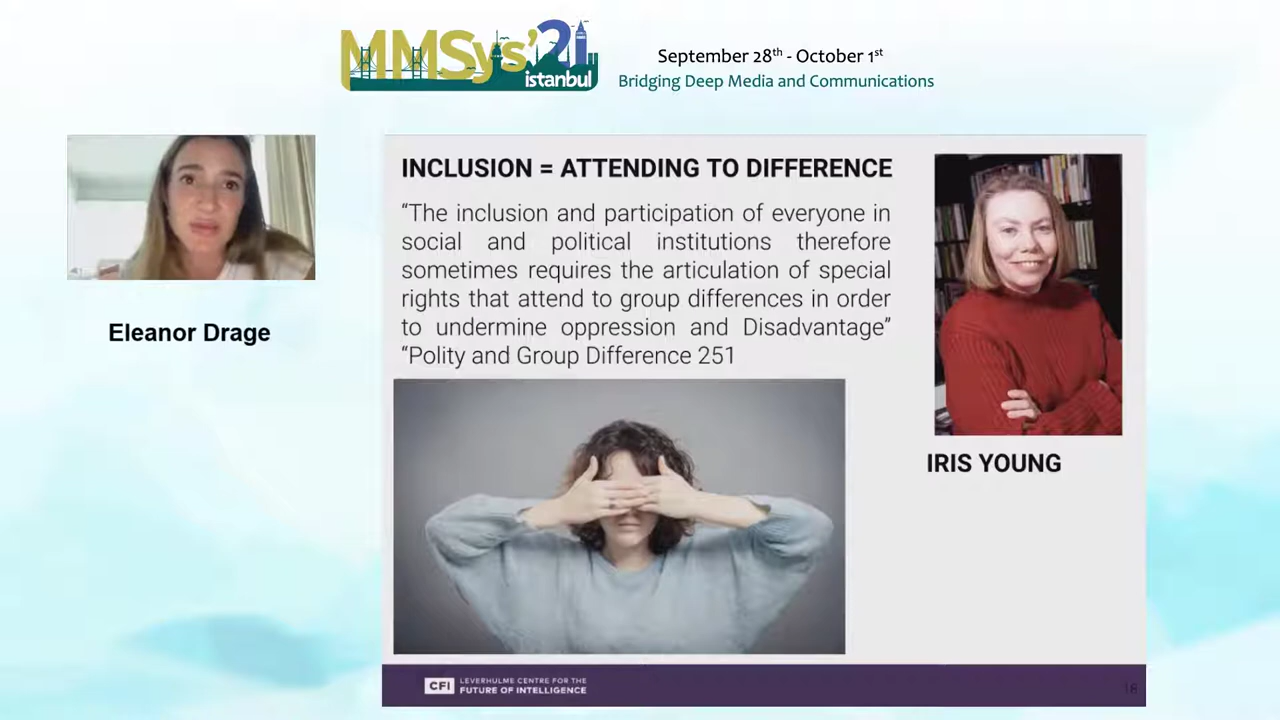 MMSys'21
istanbul
September 28th - October 1st
Bridging Deep Media and Communications
Eleanor Drage
INCLUSION = ATTENDING TO DIFFERENCE
“The inclusion and participation of everyone in
social and political institutions therefore
sometimes requires the articulation of special
rights that attend to group differences in order
to undermine oppression and Disadvantage”
“Polity and Group Difference 251
IRIS YOUNG
CFI LEVERHULME CENTRE FOR THE
FUTURE OF INTELLIGENCE
18